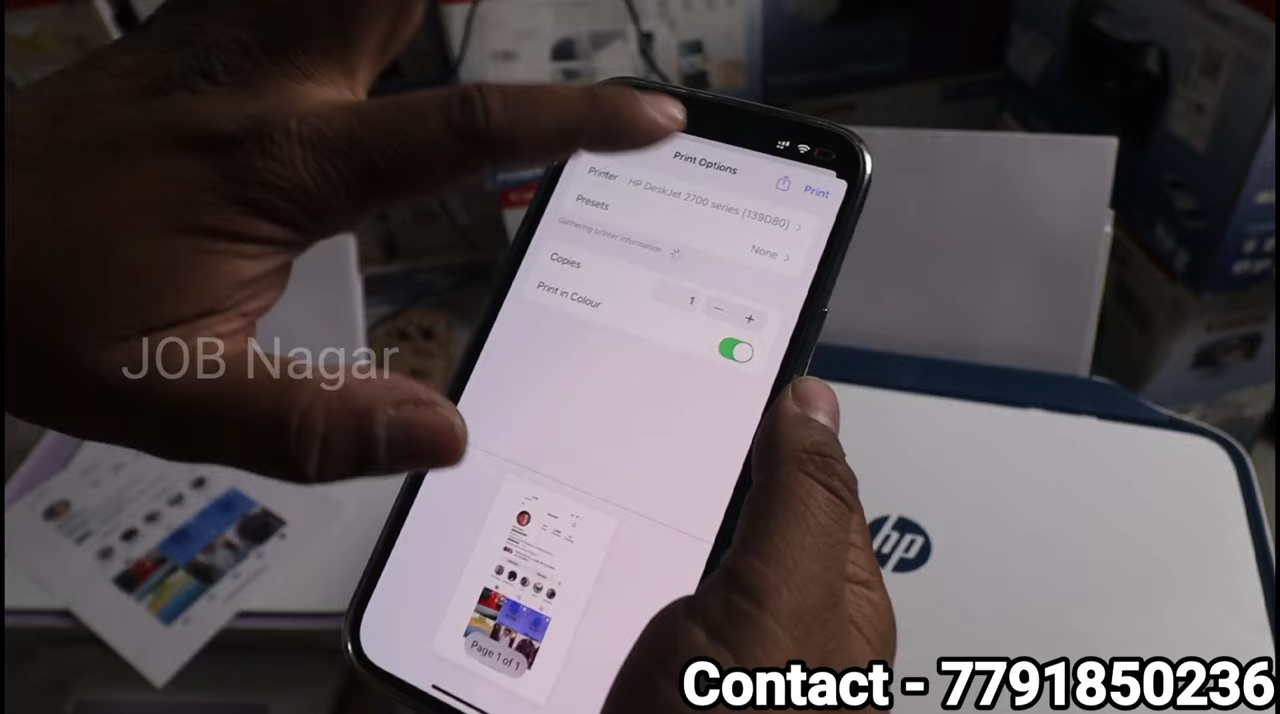 Print Options
Print
Printer HP DeskJet 2700 series (139D80)
Presets None
Gathering printer information
Copies 1
Print in Colour
JOB Nagar
hp
Page 1 of 1
Contact - 7791850236